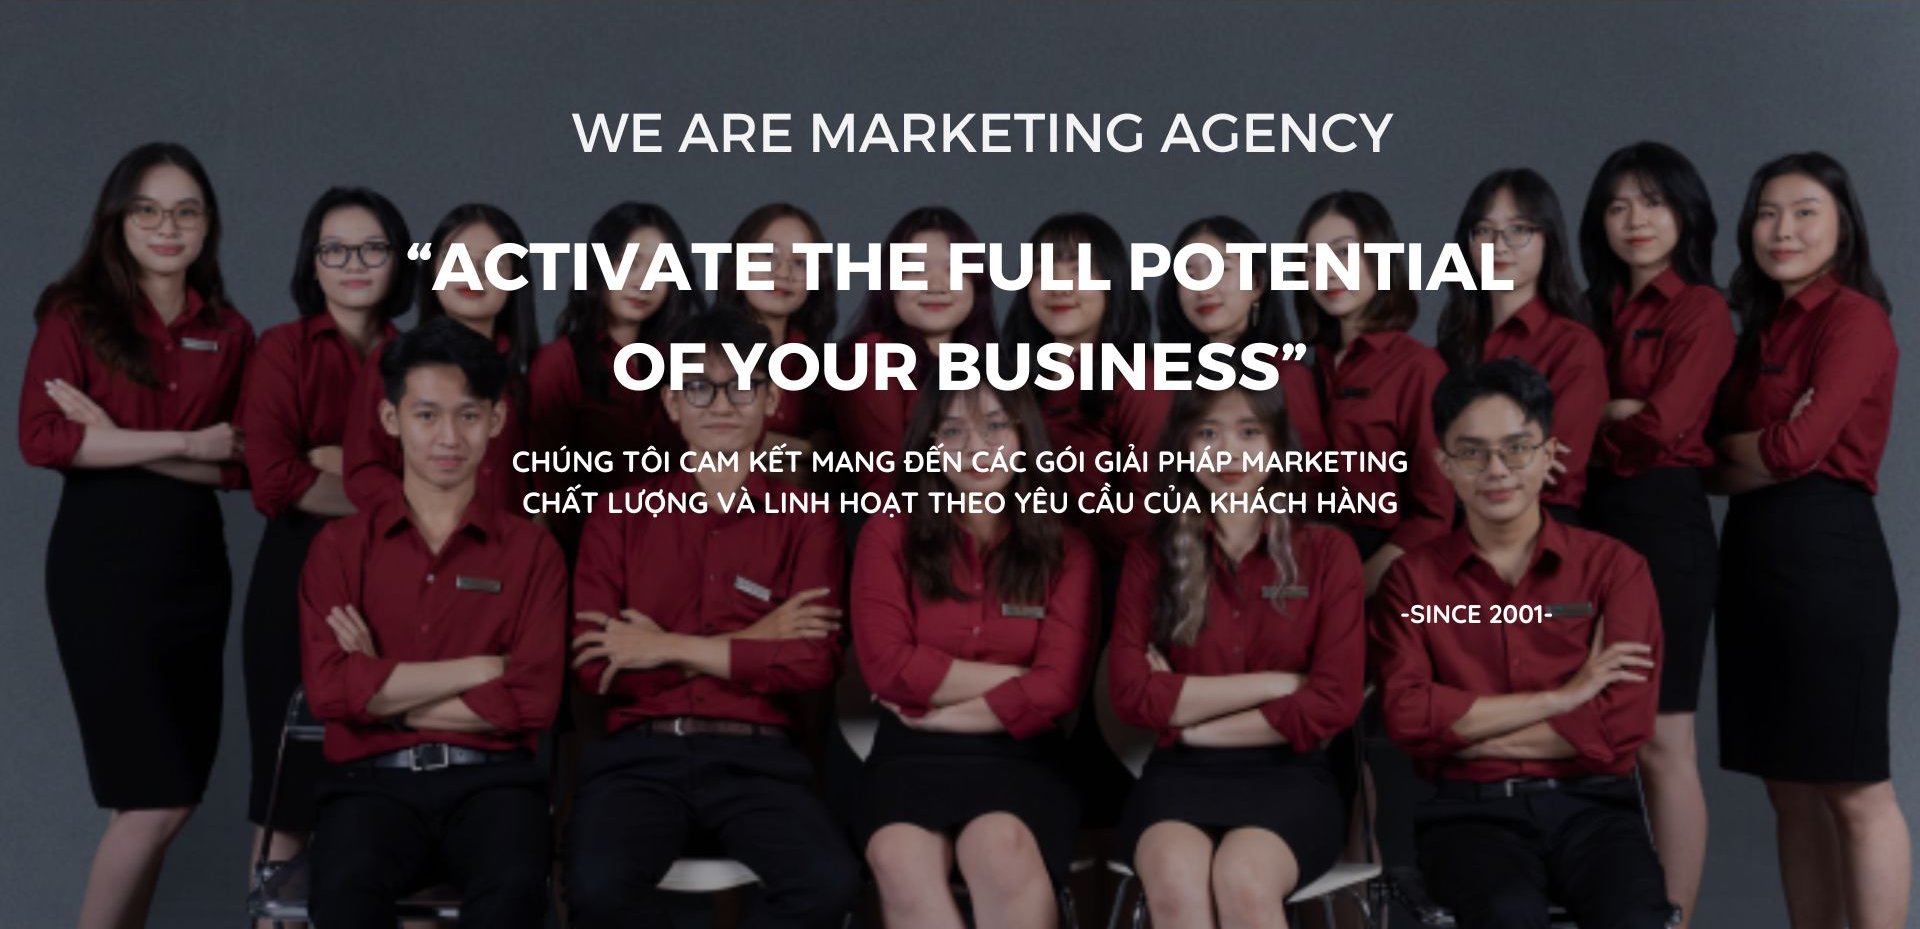 WE ARE MARKETING AGENCY
“ACTIVATE THE FULL POTENTIAL
OF YOUR BUSINESS”
CHÚNG TÔI CAM KẾT MANG ĐẾN CÁC GÓI GIẢI PHÁP MARKETING
CHẤT LƯỢNG VÀ LINH HOẠT THEO YÊU CẦU CỦA KHÁCH HÀNG
-SINCE 2001-